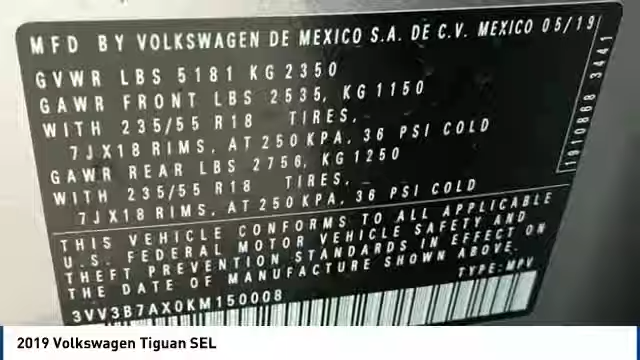 MFD BY VOLKSWAGEN DE MEXICO S.A. DE C.V. MEXICO 05/19
GVWR LBS 5181 KG 2350
GAWR FRONT LBS 2535, KG 1150
WITH 235/55 R18 TIRES,
7JX18 RIMS, AT 250 KPA, 36 PSI COLD
GAWR REAR LBS 2756, KG 1250
WITH 235/55 R18 TIRES,
7JX18 RIMS, AT 250 KPA, 36 PSI COLD
1910868 3441
THIS VEHICLE CONFORMS TO ALL APPLICABLE
U.S. FEDERAL MOTOR VEHICLE SAFETY AND
THEFT PREVENTION STANDARDS IN EFFECT ON
THE DATE OF MANUFACTURE SHOWN ABOVE.
3VV3B7AX0KM150008 TYPE: MPV
2019 Volkswagen Tiguan SEL